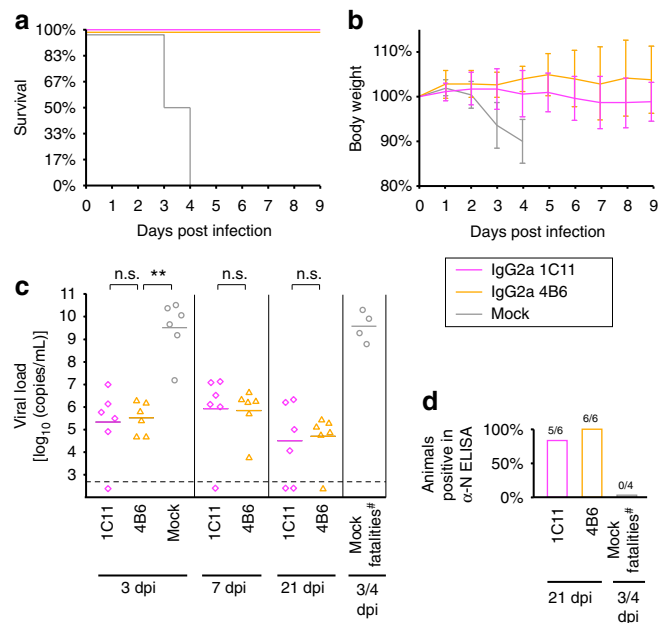 a
100%
83%
67%
50%
33%
17%
0%
Survival
0 1 2 3 4 5 6 7 8 9
Days post infection
b
110%
100%
90%
80%
Body weight
0 1 2 3 4 5 6 7 8 9
Days post infection
IgG2a 1C11
IgG2a 4B6
Mock
c
n.s. ** n.s. n.s.
11
10
9
8
7
6
5
4
3
Viral load
[log10 (copies/mL)]
1C11 4B6 Mock 1C11 4B6 1C11 4B6 Mock fatalities#
3 dpi 7 dpi 21 dpi 3/4 dpi
d
5/6 6/6 0/4
100%
50%
0%
Animals
positive in
α-N ELISA
1C11 4B6 Mock fatalities#
21 dpi 3/4 dpi